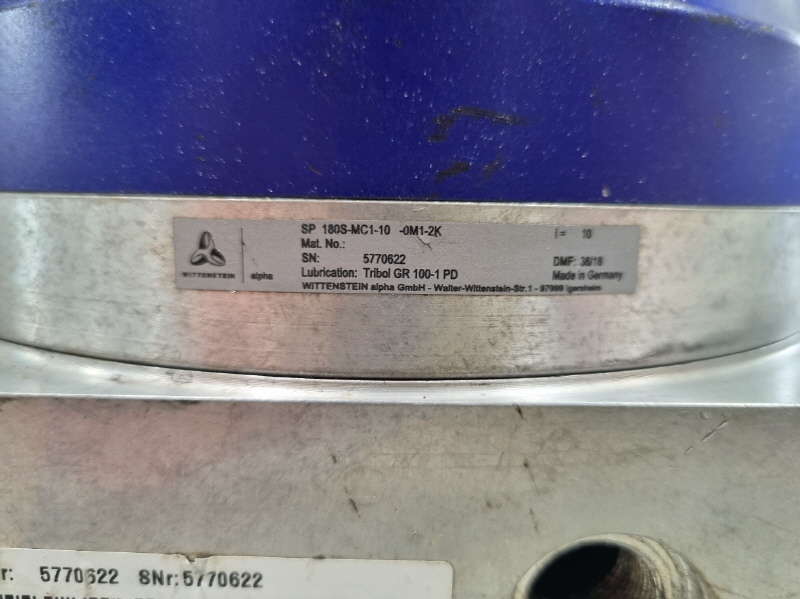 SP 180S-MC1-10 -0M1-2K i = 10
Mat. No.:
SN: 5770622 DMF: 38/18
Lubrication: Tribol GR 100-1 PD Made in Germany
WITTENSTEIN alpha
WITTENSTEIN alpha GmbH - Walter-Wittenstein-Str.1 - 97999 Igersheim
r: 5770622 SNr:5770622